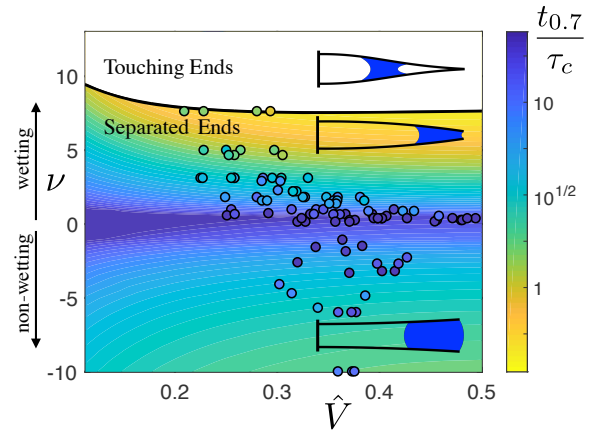 t₀.₇
τ_c
Touching Ends
Separated Ends
wetting
ν
non-wetting
10
5
0
-5
-10
0.2
0.3
0.4
0.5
V̂
10
10^{1/2}
1